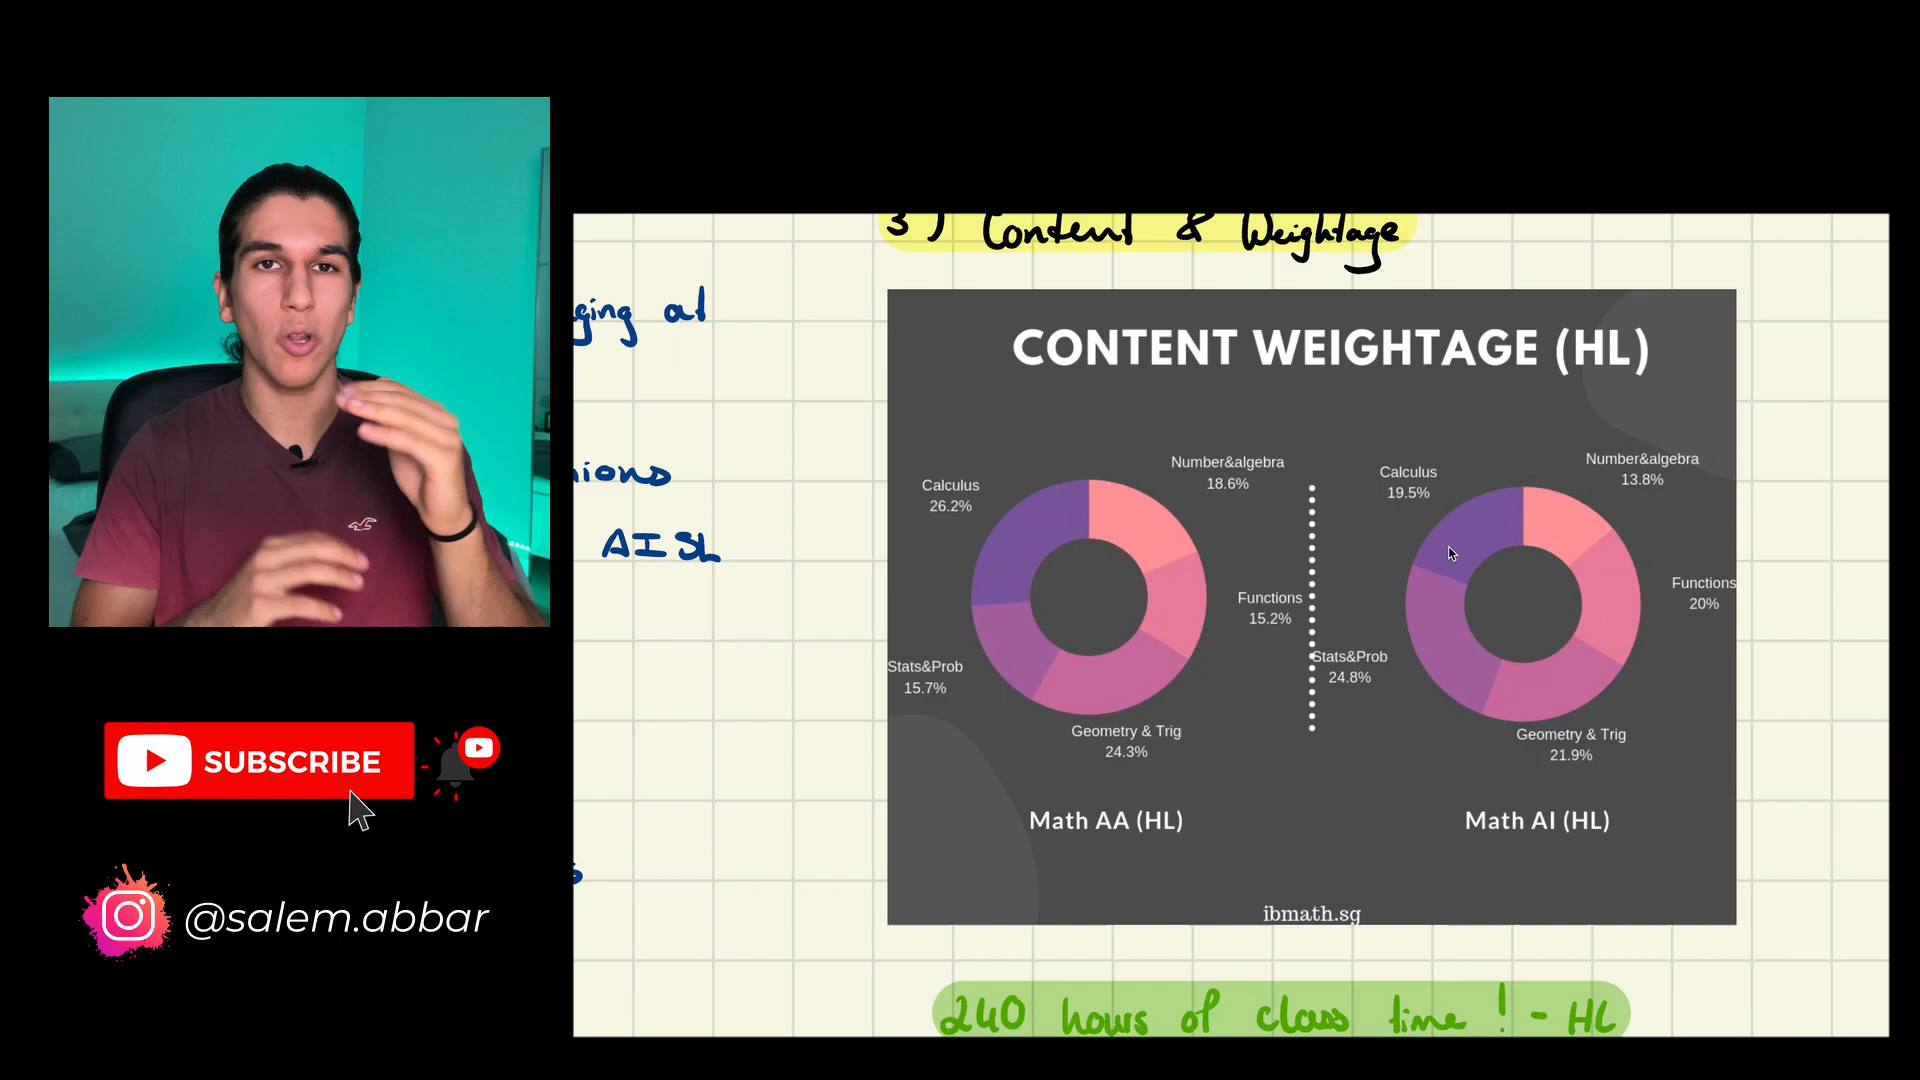 3) Content & Weightage
ging at
AI SL
CONTENT WEIGHTAGE (HL)
Number&algebra
18.6%
Calculus
26.2%
Functions
15.2%
Stats&Prob
15.7%
Geometry & Trig
24.3%
Math AA (HL)
Number&algebra
13.8%
Calculus
19.5%
Functions
20%
Stats&Prob
24.8%
Geometry & Trig
21.9%
Math AI (HL)
ibmath.sg
240 hours of class time! - HL
SUBSCRIBE
@salem.abbar